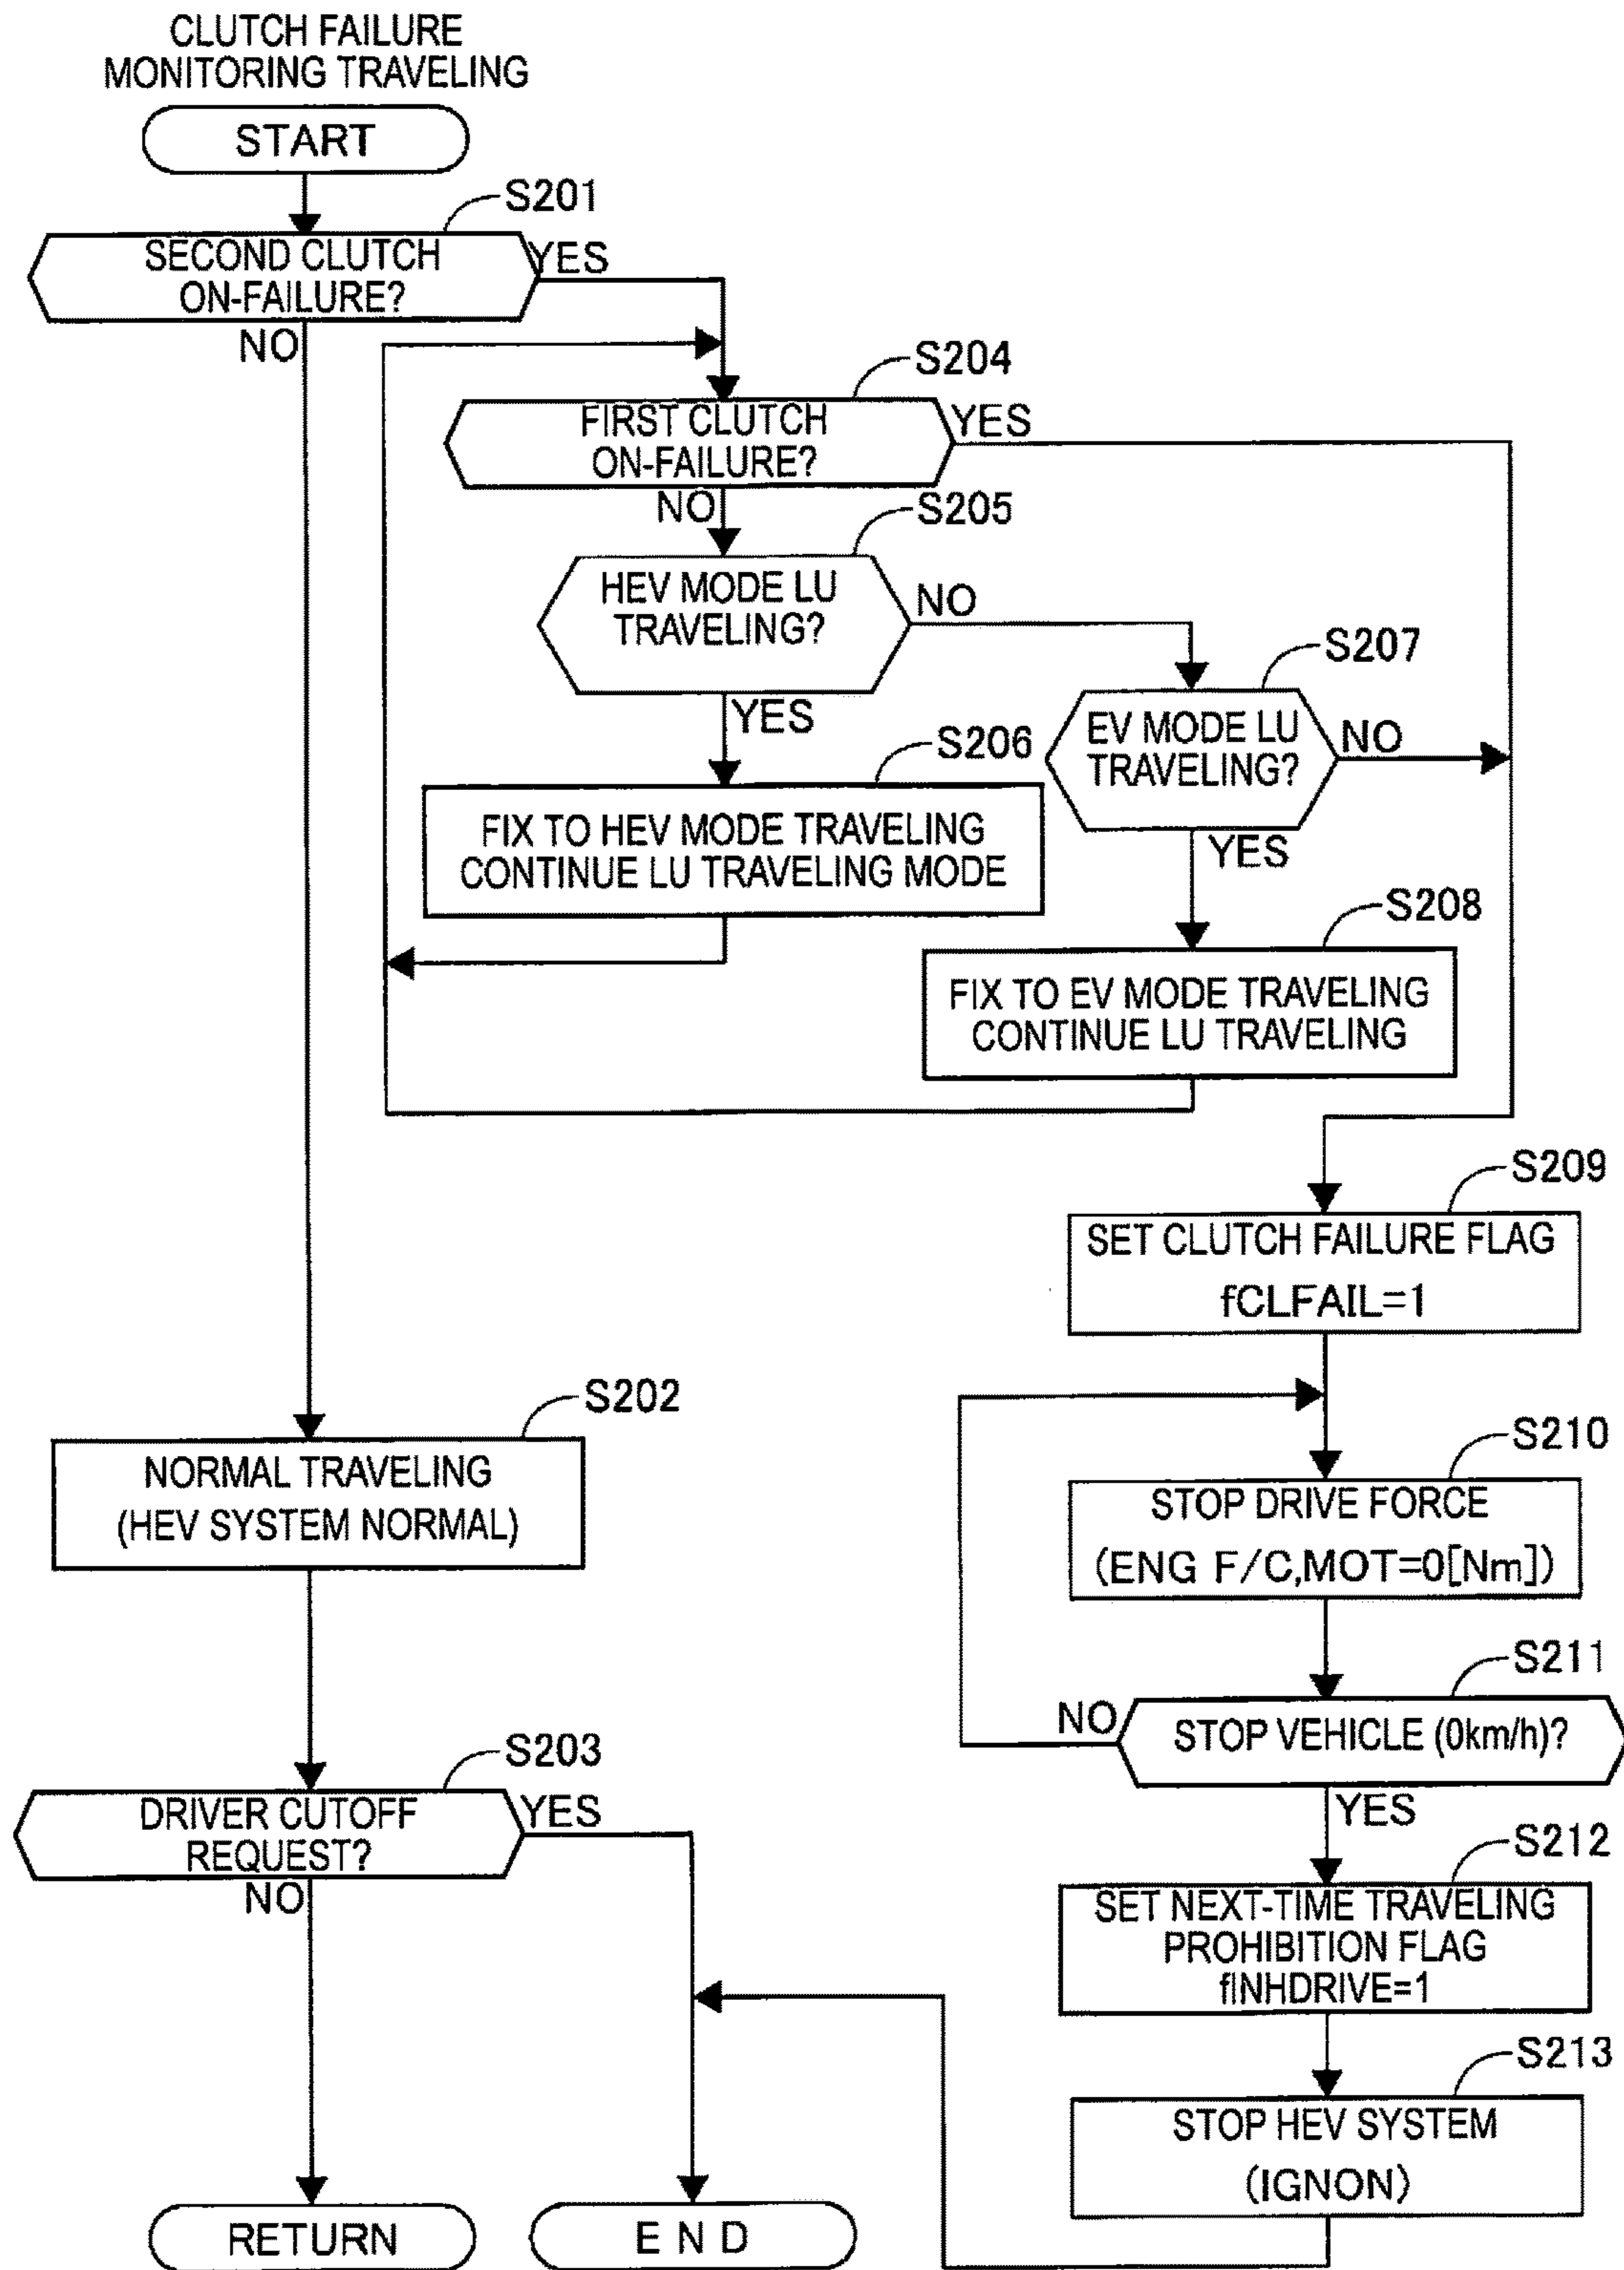 CLUTCH FAILURE
MONITORING TRAVELING
START
S201
SECOND CLUTCH
ON-FAILURE?
YES
NO
S204
FIRST CLUTCH
ON-FAILURE?
YES
NO
S205
HEV MODE LU
TRAVELING?
NO
YES
S207
EV MODE LU
TRAVELING?
NO
YES
S206
FIX TO HEV MODE TRAVELING
CONTINUE LU TRAVELING MODE
S208
FIX TO EV MODE TRAVELING
CONTINUE LU TRAVELING
S209
SET CLUTCH FAILURE FLAG
fCLFAIL=1
S202
NORMAL TRAVELING
(HEV SYSTEM NORMAL)
S210
STOP DRIVE FORCE
(ENG F/C,MOT=0[Nm])
S211
STOP VEHICLE (0km/h)?
NO
YES
S203
DRIVER CUTOFF
REQUEST?
YES
NO
S212
SET NEXT-TIME TRAVELING
PROHIBITION FLAG
fINHDRIVE=1
S213
STOP HEV SYSTEM
(IGNON)
RETURN
END